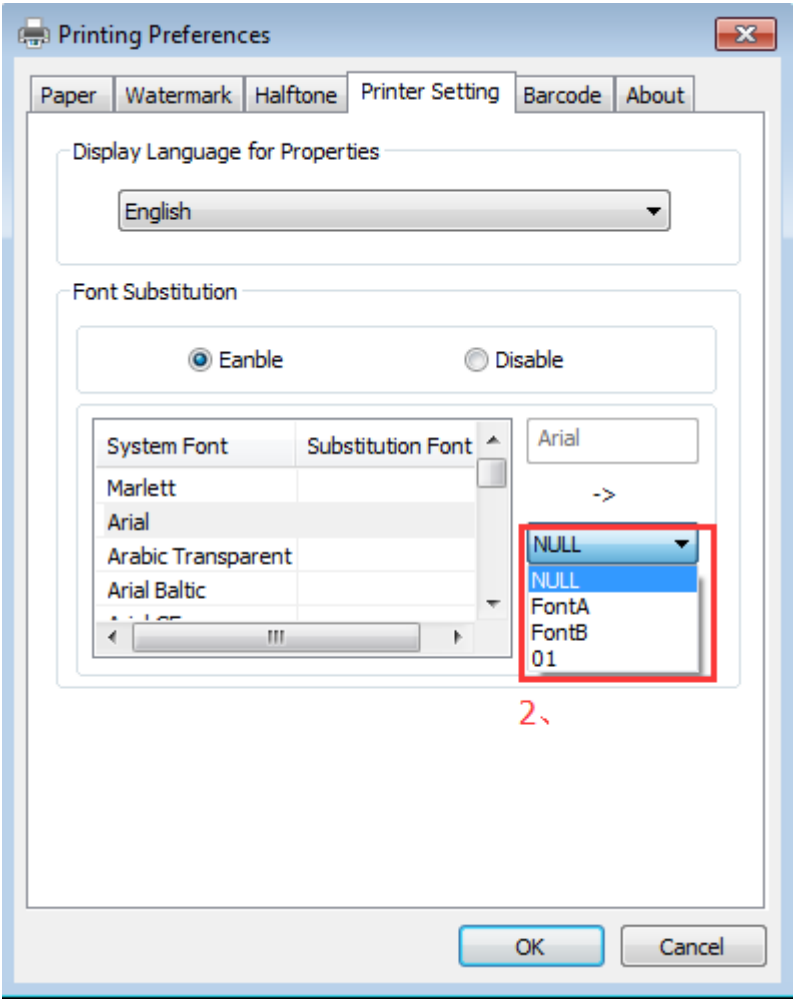 Printing Preferences
Paper Watermark Halftone Printer Setting Barcode About
Display Language for Properties
English
Font Substitution
Eanble Disable
System Font Substitution Font
Arial
Marlett
->
Arial
Arabic Transparent
NULL
Arial Baltic
NULL
FontA
FontB
01
2、
OK Cancel